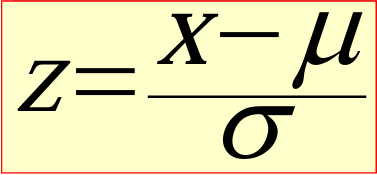 z = (x − μ) / σ